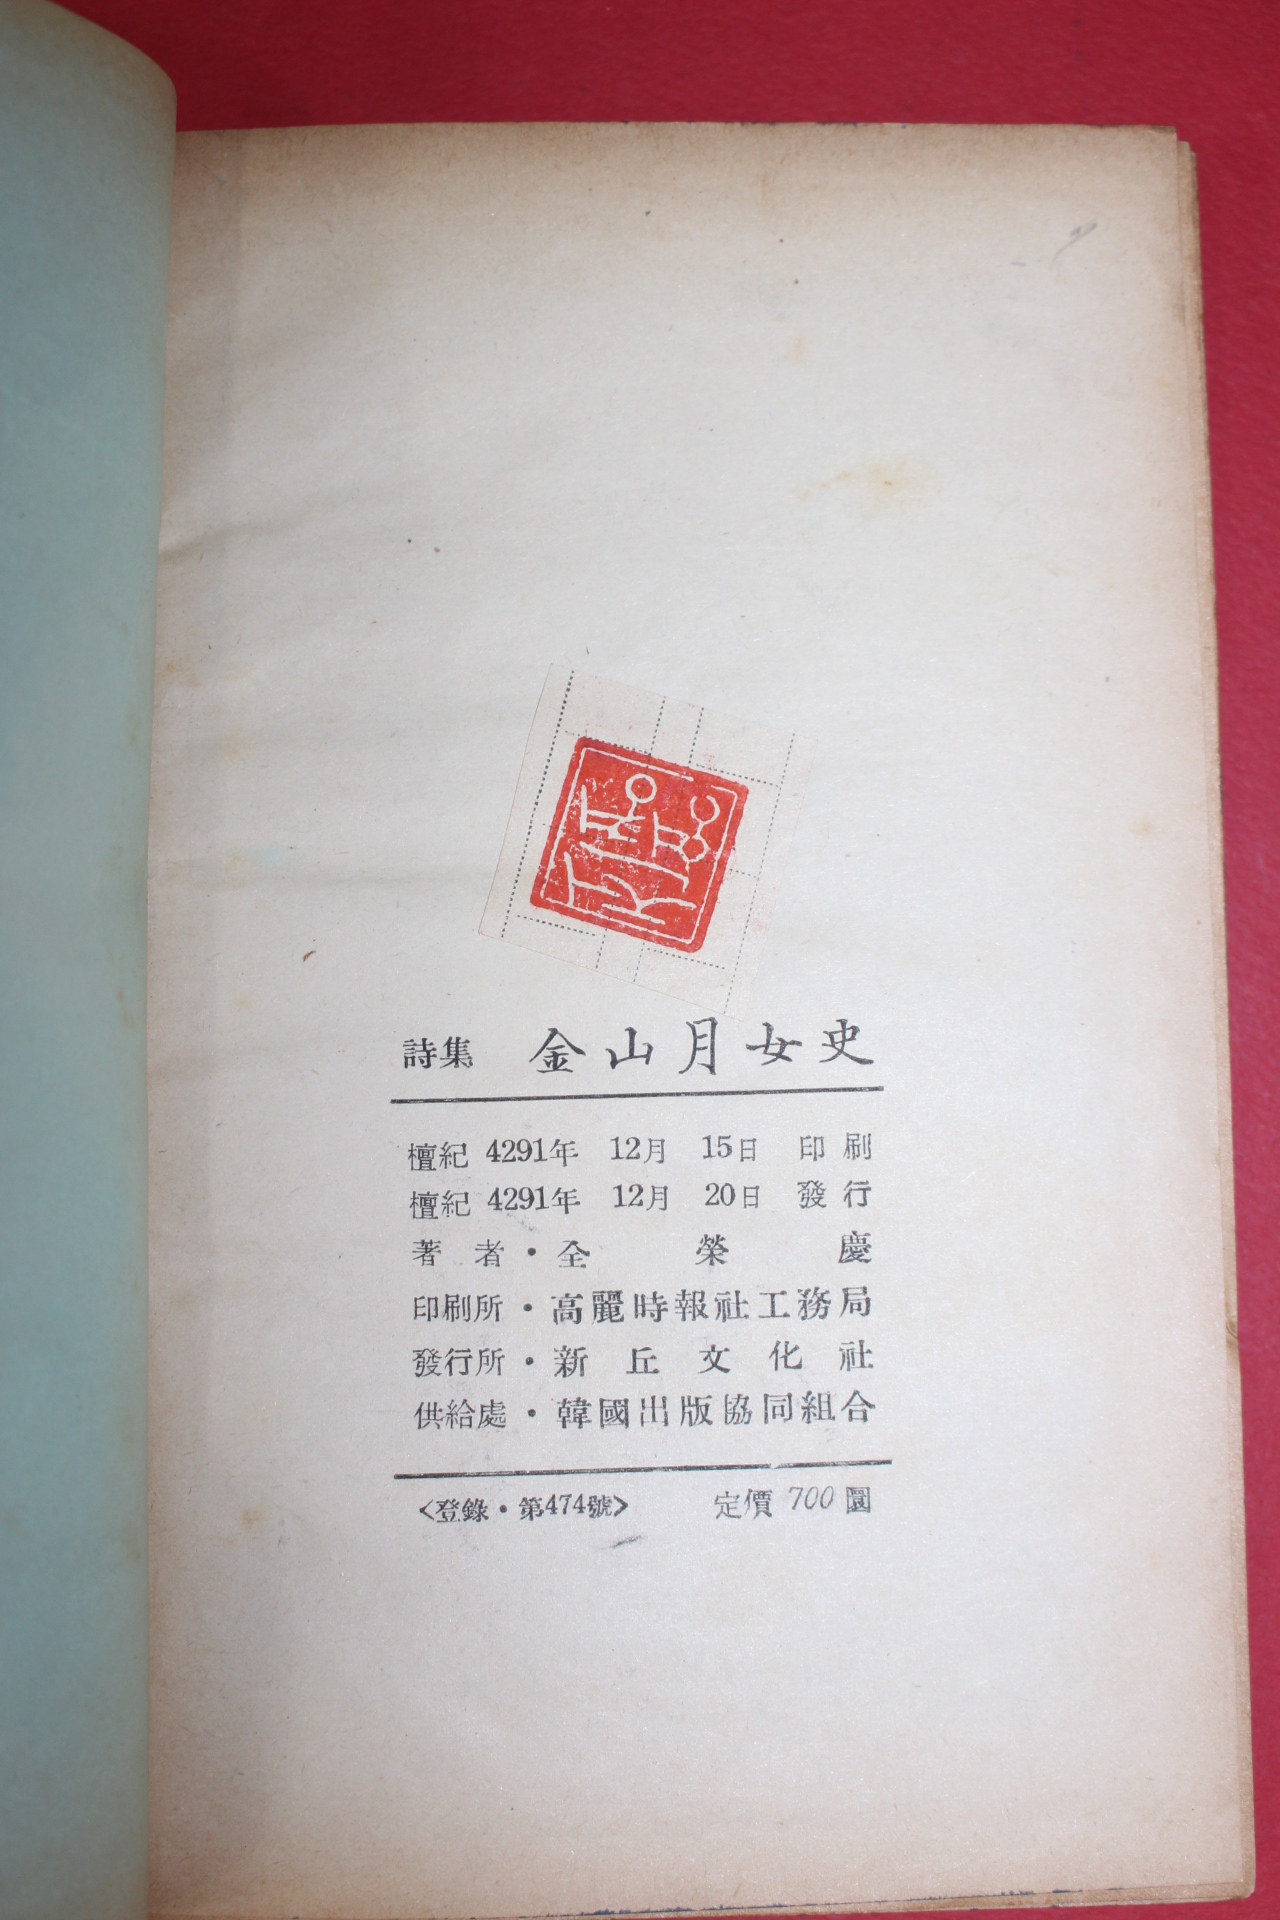 詩集 金山月女史
檀紀 4291年 12月 15日 印刷
檀紀 4291年 12月 20日 發行
著者・全榮慶
印刷所・高麗時報社工務局
發行所・新丘文化社
供給處・韓國出版協同組合
<登錄・第474號> 定價 700 圜